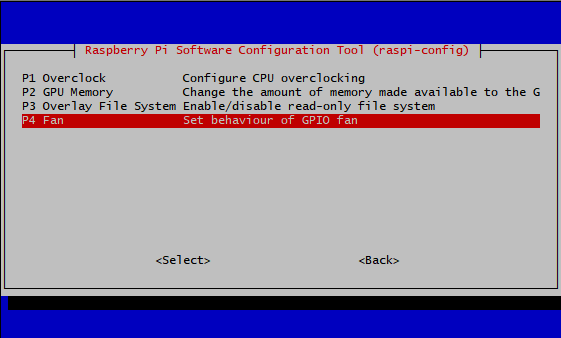 Raspberry Pi Software Configuration Tool (raspi-config)
P1 Overclock Configure CPU overclocking
P2 GPU Memory Change the amount of memory made available to the G
P3 Overlay File System Enable/disable read-only file system
P4 Fan Set behaviour of GPIO fan
<Select> <Back>